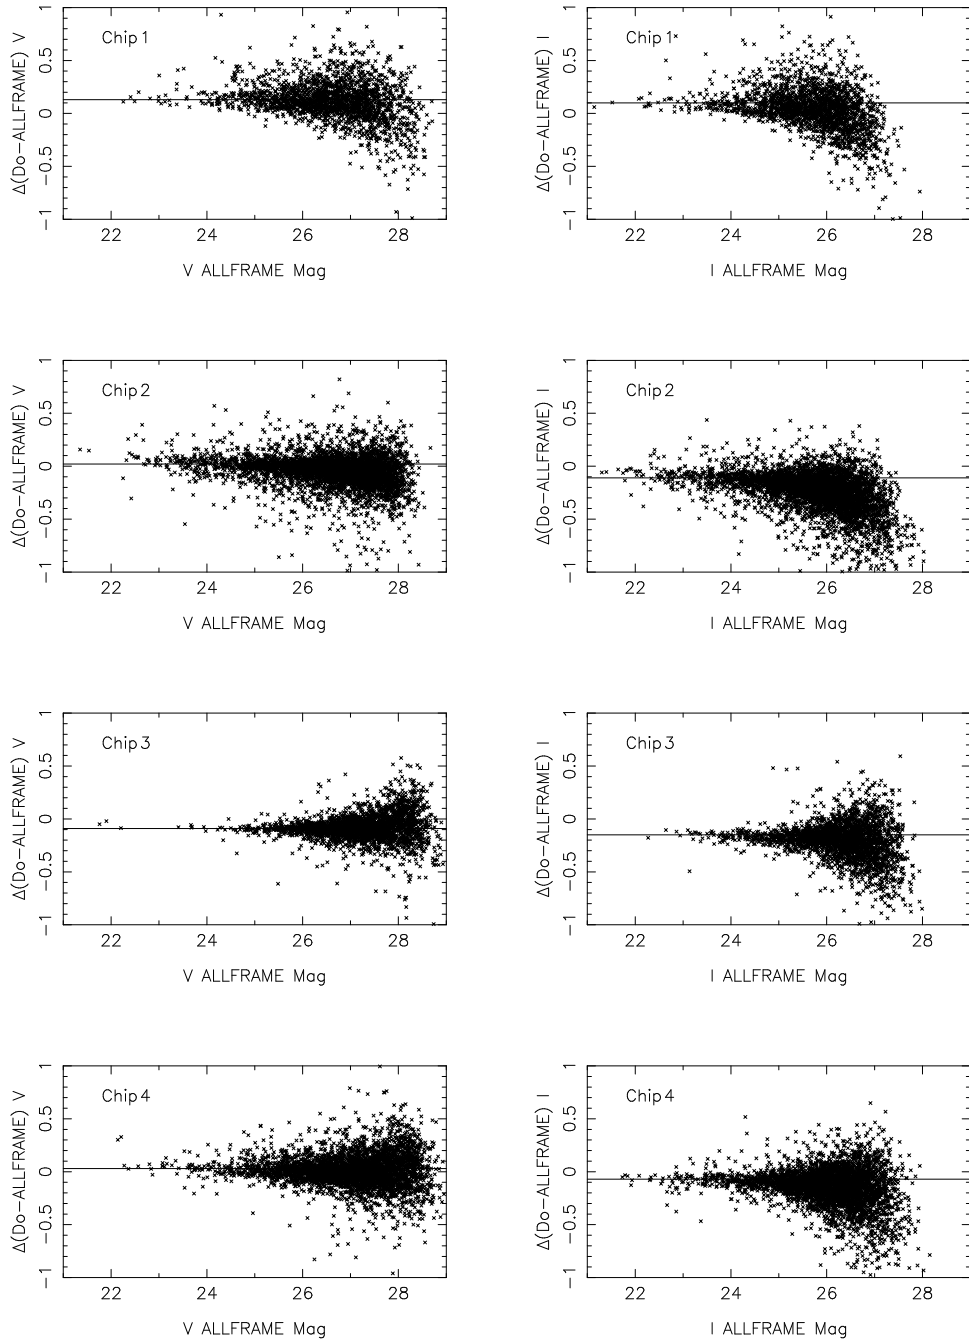 Chip 1
Δ(Do−ALLFRAME) V
1
0.5
0
−0.5
−1
22 24 26 28
V ALLFRAME Mag
Chip 1
Δ(Do−ALLFRAME) I
1
0.5
0
−0.5
−1
22 24 26 28
I ALLFRAME Mag
Chip 2
Δ(Do−ALLFRAME) V
1
0.5
0
−0.5
−1
22 24 26 28
V ALLFRAME Mag
Chip 2
Δ(Do−ALLFRAME) I
1
0.5
0
−0.5
−1
22 24 26 28
I ALLFRAME Mag
Chip 3
Δ(Do−ALLFRAME) V
1
0.5
0
−0.5
−1
22 24 26 28
V ALLFRAME Mag
Chip 3
Δ(Do−ALLFRAME) I
1
0.5
0
−0.5
−1
22 24 26 28
I ALLFRAME Mag
Chip 4
Δ(Do−ALLFRAME) V
1
0.5
0
−0.5
−1
22 24 26 28
V ALLFRAME Mag
Chip 4
Δ(Do−ALLFRAME) I
1
0.5
0
−0.5
−1
22 24 26 28
I ALLFRAME Mag